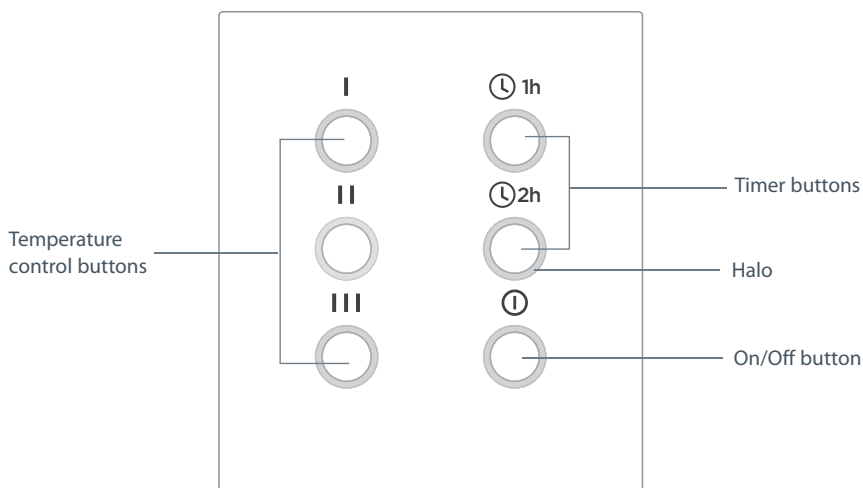 I
1h
II
2h
Timer buttons
Temperature
control buttons
Halo
III
On/Off button